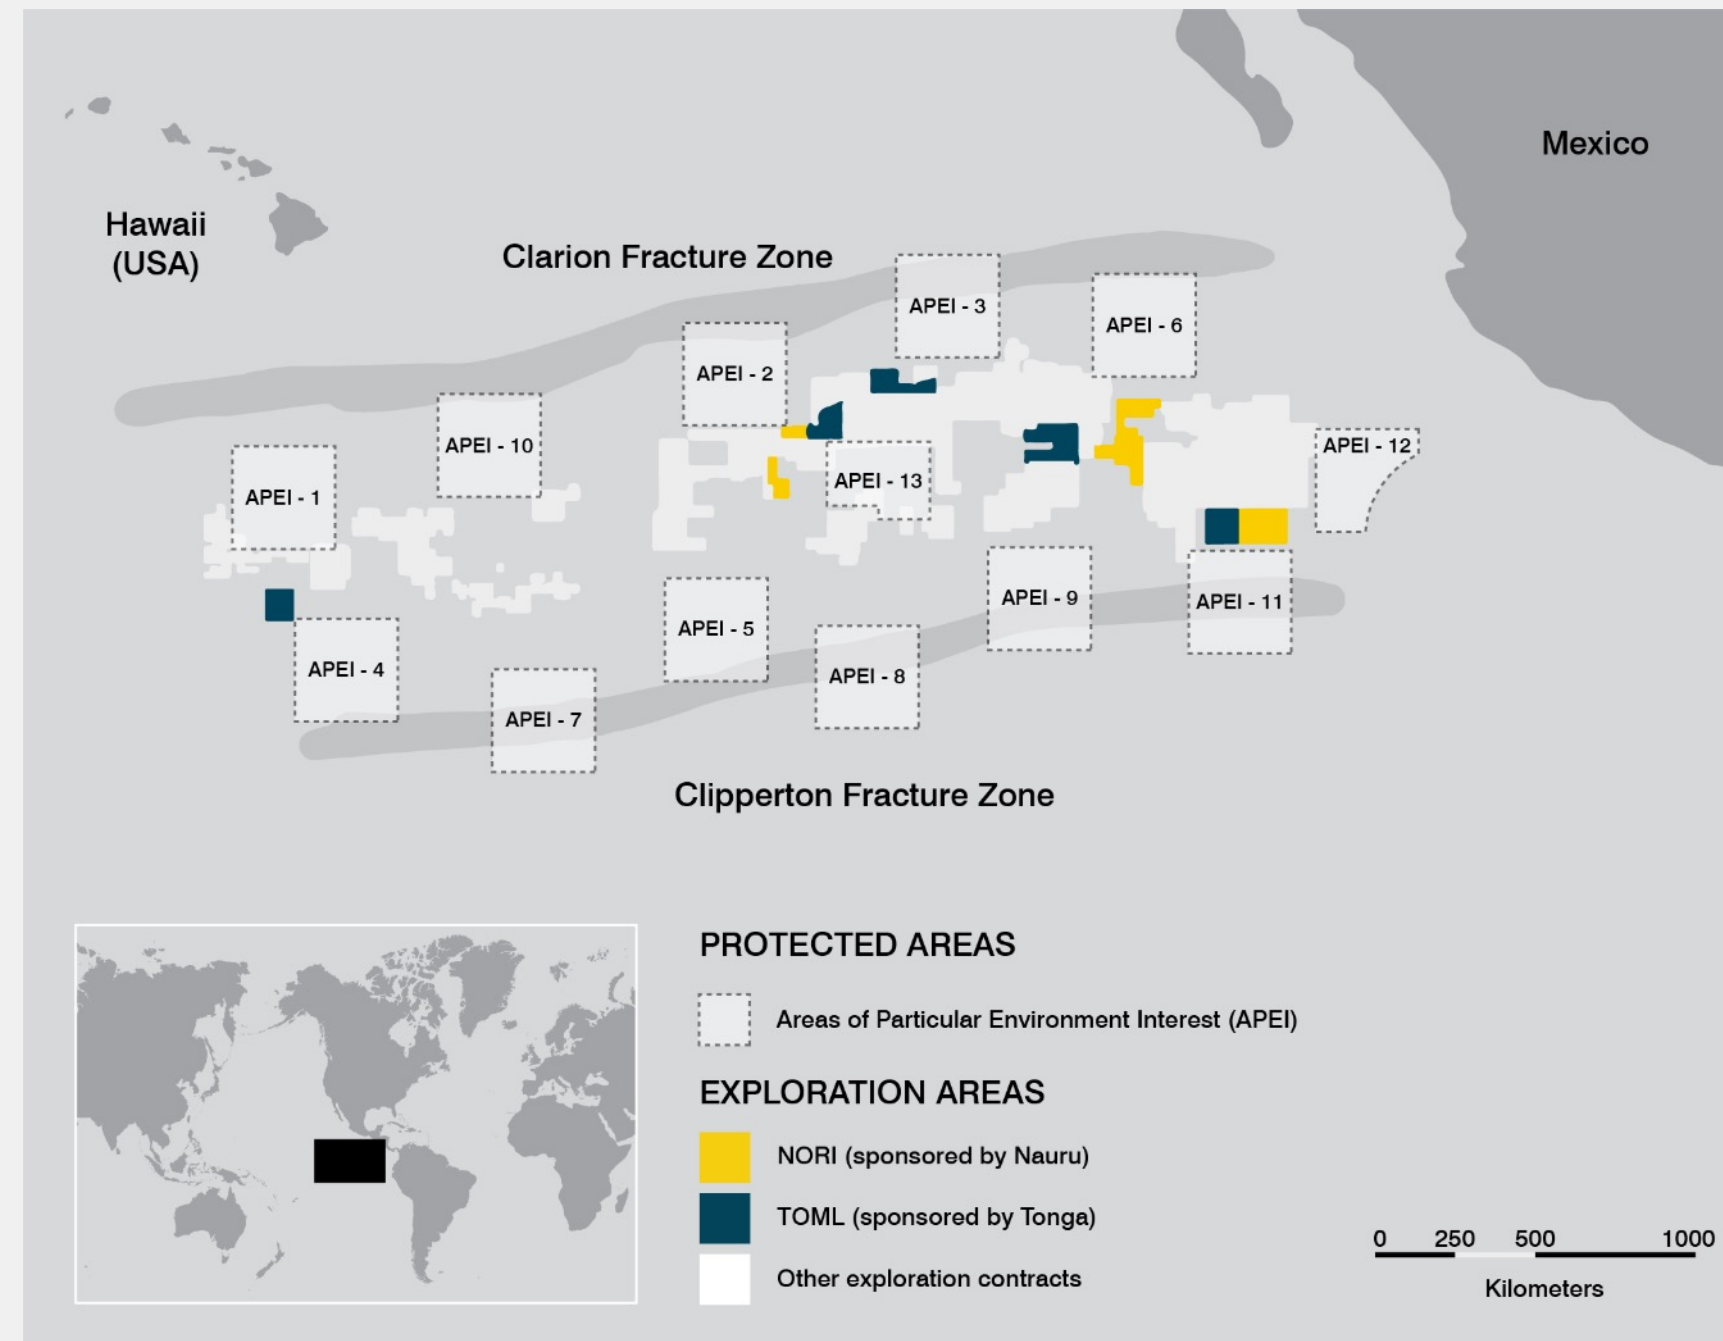 Mexico
Hawaii
(USA)
Clarion Fracture Zone
APEI - 3
APEI - 6
APEI - 2
APEI - 10
APEI - 12
APEI - 13
APEI - 1
APEI - 9
APEI - 11
APEI - 5
APEI - 4
APEI - 8
APEI - 7
Clipperton Fracture Zone
PROTECTED AREAS
Areas of Particular Environment Interest (APEI)
EXPLORATION AREAS
NORI (sponsored by Nauru)
TOML (sponsored by Tonga)
Other exploration contracts
0 250 500 1000
Kilometers